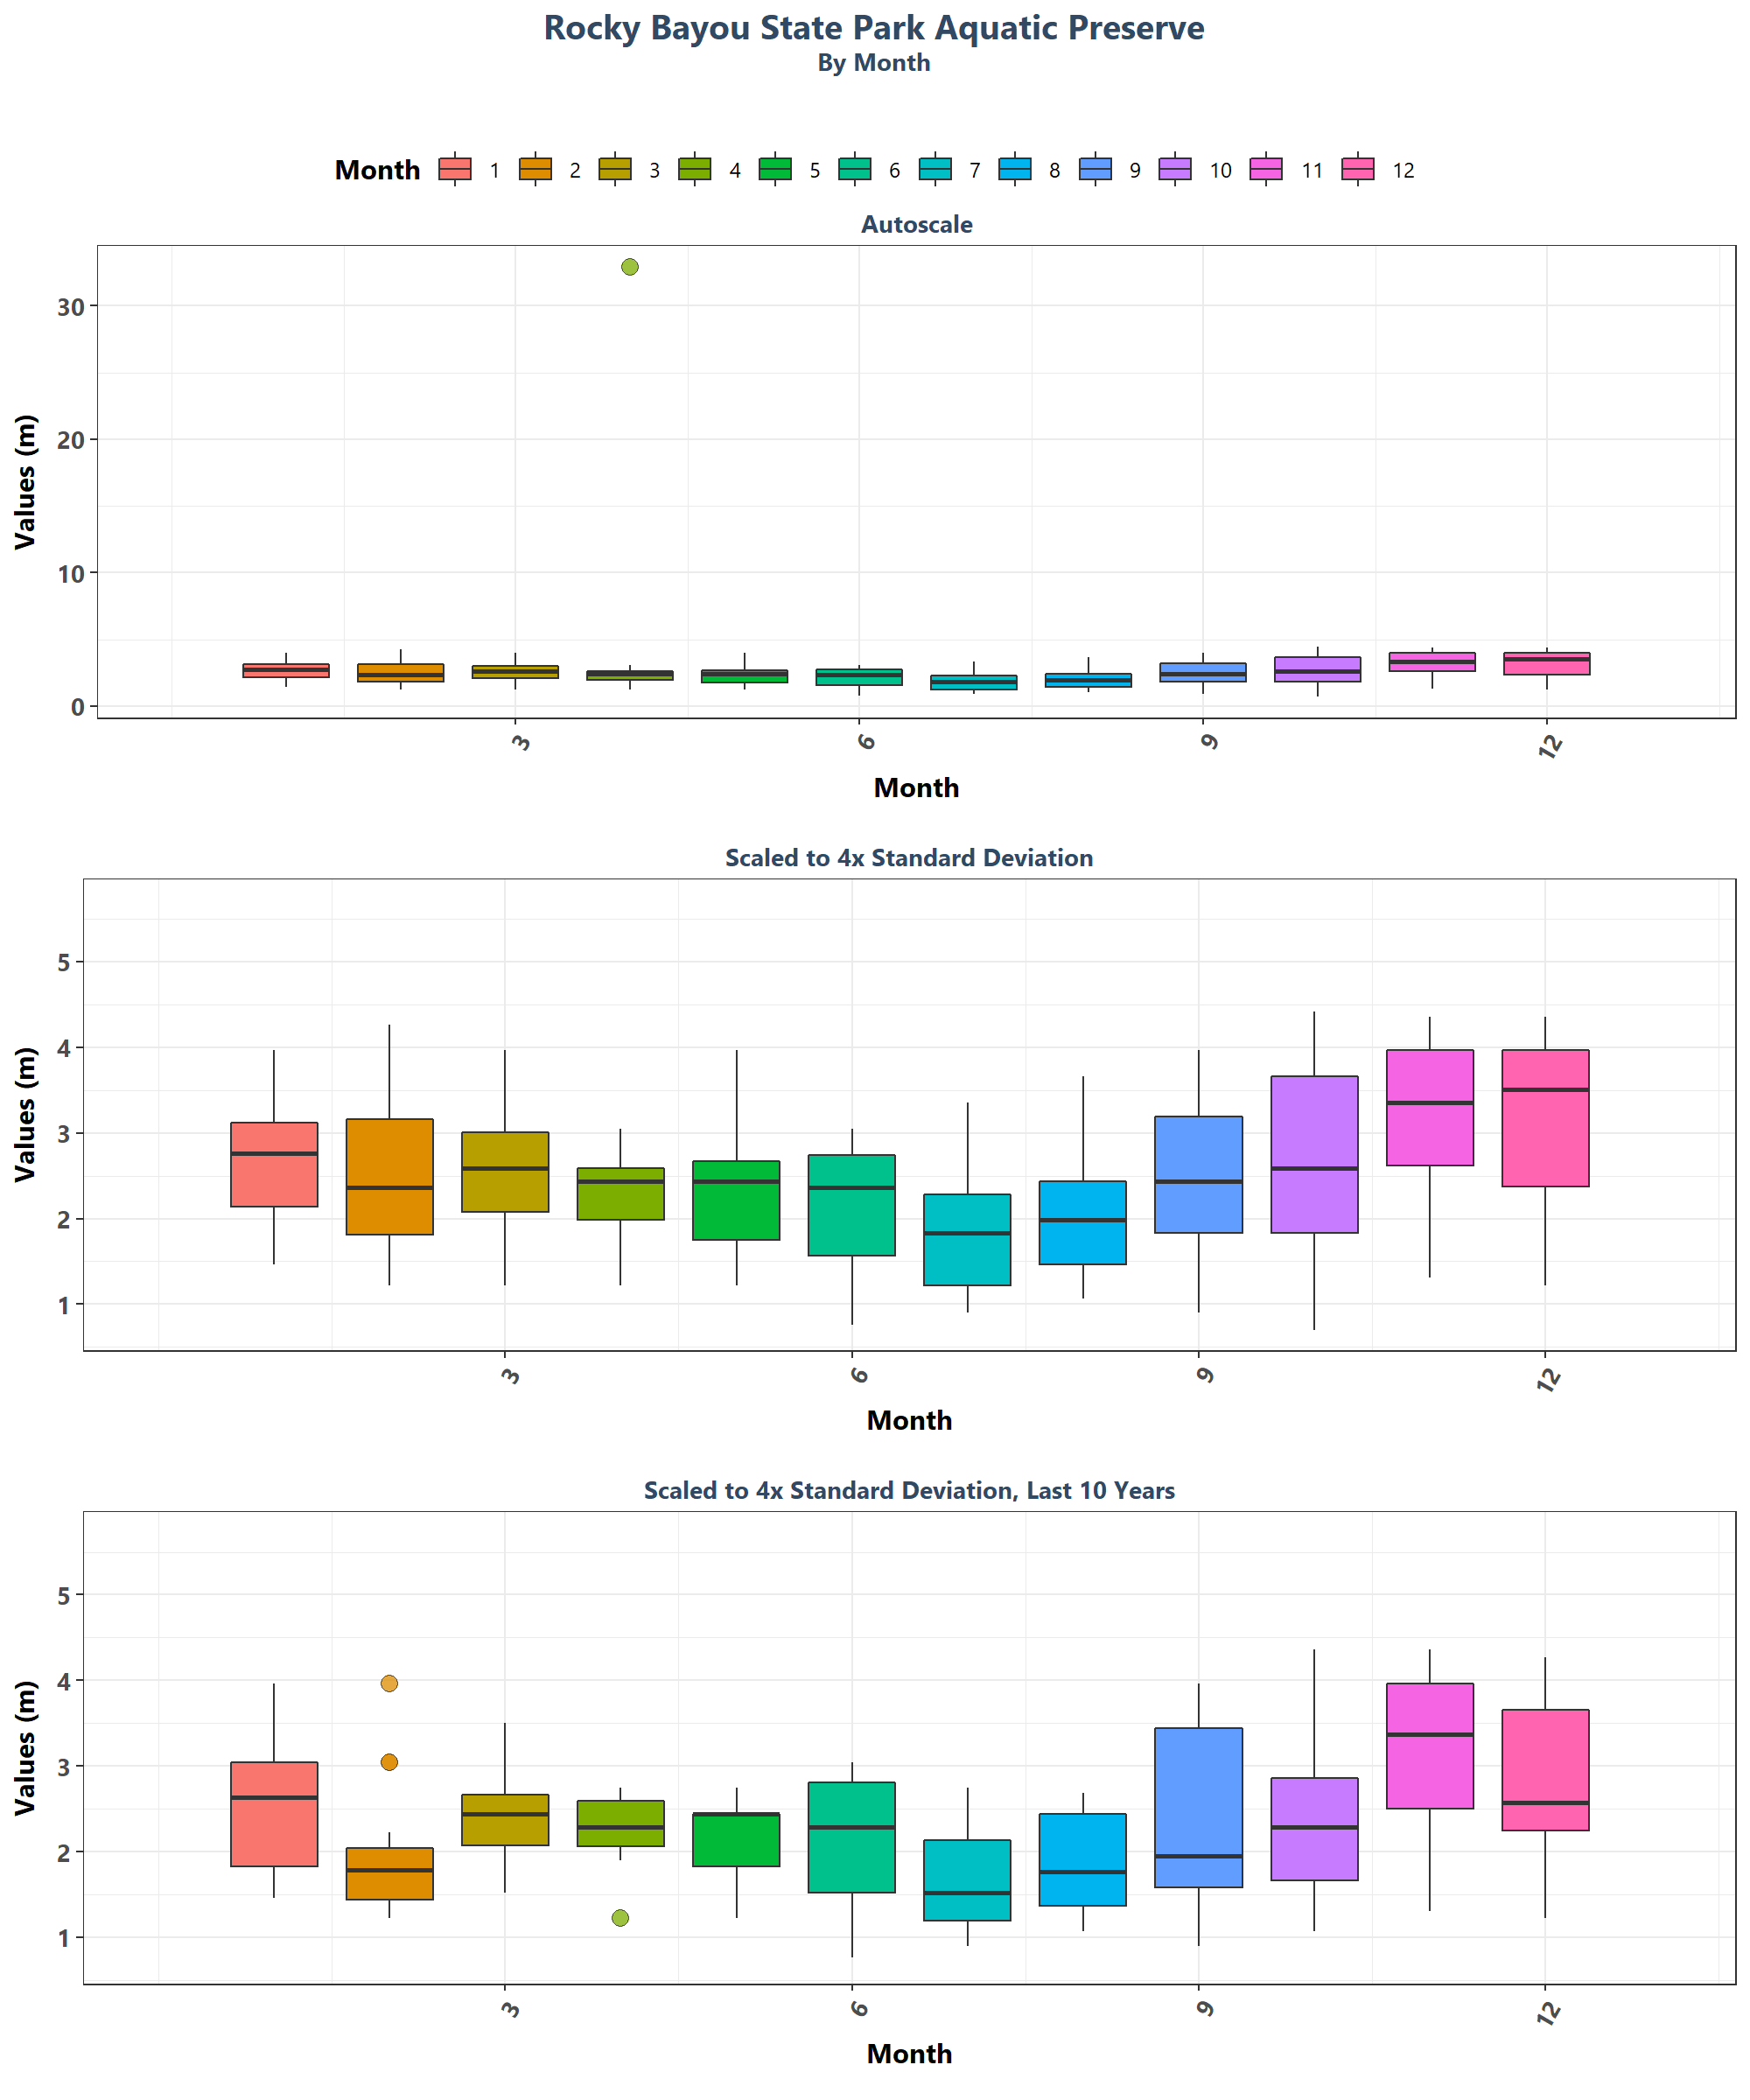 Rocky Bayou State Park Aquatic Preserve
By Month
Month 1 2 3 4 5 6 7 8 9 10 11 12
Autoscale
Values (m)
30
20
10
0
3 6 9 12
Month
Scaled to 4x Standard Deviation
Values (m)
5
4
3
2
1
3 6 9 12
Month
Scaled to 4x Standard Deviation, Last 10 Years
Values (m)
5
4
3
2
1
3 6 9 12
Month